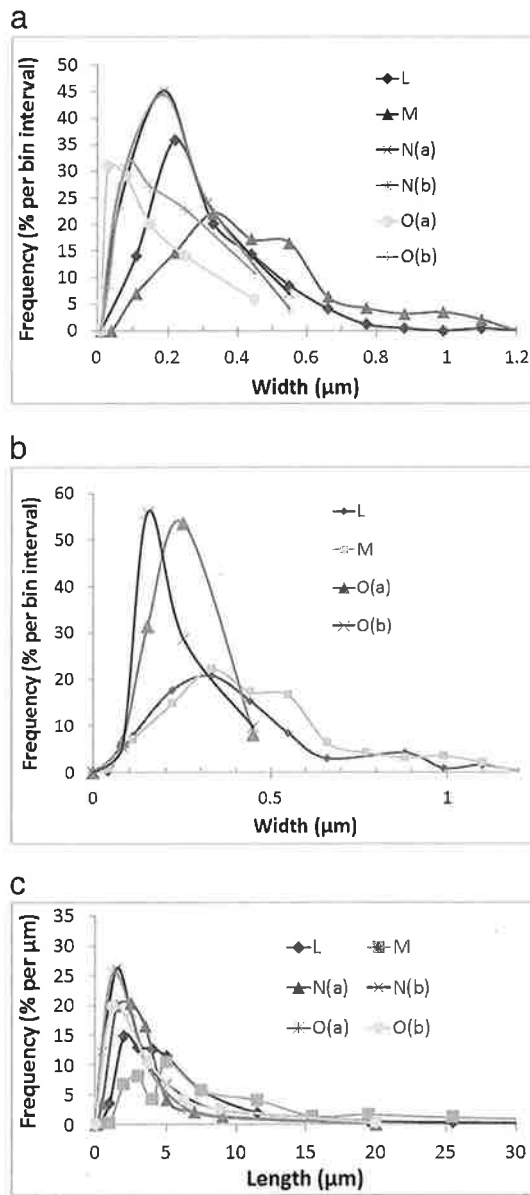 a
Frequency (% per bin interval)
50
45
40
35
30
25
20
15
10
5
0
L
M
N(a)
N(b)
O(a)
O(b)
0 0.2 0.4 0.6 0.8 1 1.2
Width (µm)
b
Frequency (% per bin interval)
60
50
40
30
20
10
0
L
M
O(a)
O(b)
0 0.5 1
Width (µm)
c
Frequency (% per µm)
35
30
25
20
15
10
5
0
L M
N(a) N(b)
O(a) O(b)
0 5 10 15 20 25 30
Length (µm)